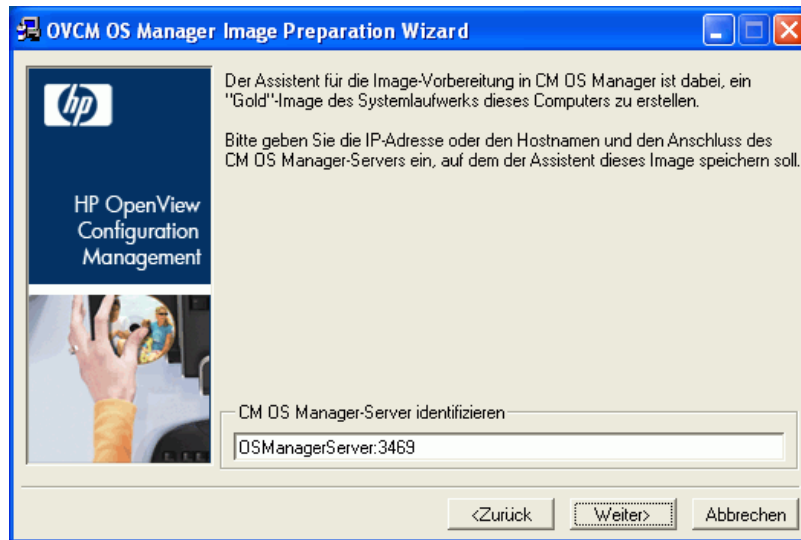 OVCM OS Manager Image Preparation Wizard
hp
HP OpenView
Configuration
Management
Der Assistent für die Image-Vorbereitung in CM OS Manager ist dabei, ein
"Gold"-Image des Systemlaufwerks dieses Computers zu erstellen.
Bitte geben Sie die IP-Adresse oder den Hostnamen und den Anschluss des
CM OS Manager-Servers ein, auf dem der Assistent dieses Image speichern soll.
CM OS Manager-Server identifizieren
OSManagerServer:3469
<Zurück
Weiter>
Abbrechen